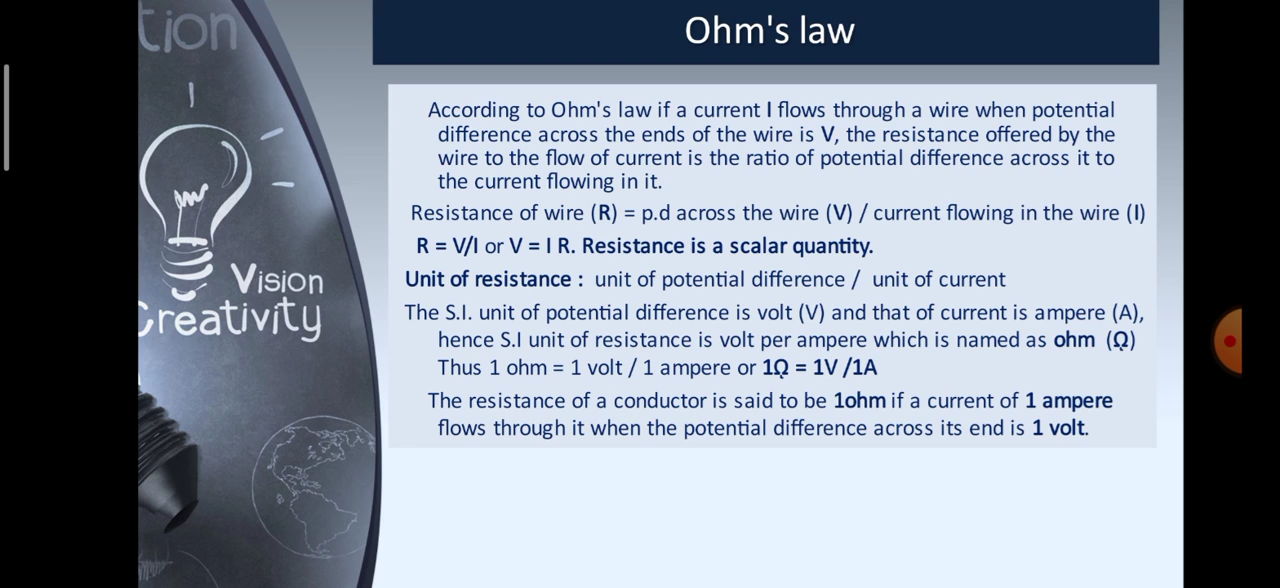 tion
Vision
Creativity
Ohm's law
According to Ohm's law if a current I flows through a wire when potential
difference across the ends of the wire is V, the resistance offered by the
wire to the flow of current is the ratio of potential difference across it to
the current flowing in it.
Resistance of wire (R) = p.d across the wire (V) / current flowing in the wire (I)
R = V/I or V = I R. Resistance is a scalar quantity.
Unit of resistance : unit of potential difference / unit of current
The S.I. unit of potential difference is volt (V) and that of current is ampere (A),
hence S.I unit of resistance is volt per ampere which is named as ohm (Ω)
Thus 1 ohm = 1 volt / 1 ampere or 1Ω = 1V /1A
The resistance of a conductor is said to be 1ohm if a current of 1 ampere
flows through it when the potential difference across its end is 1 volt.